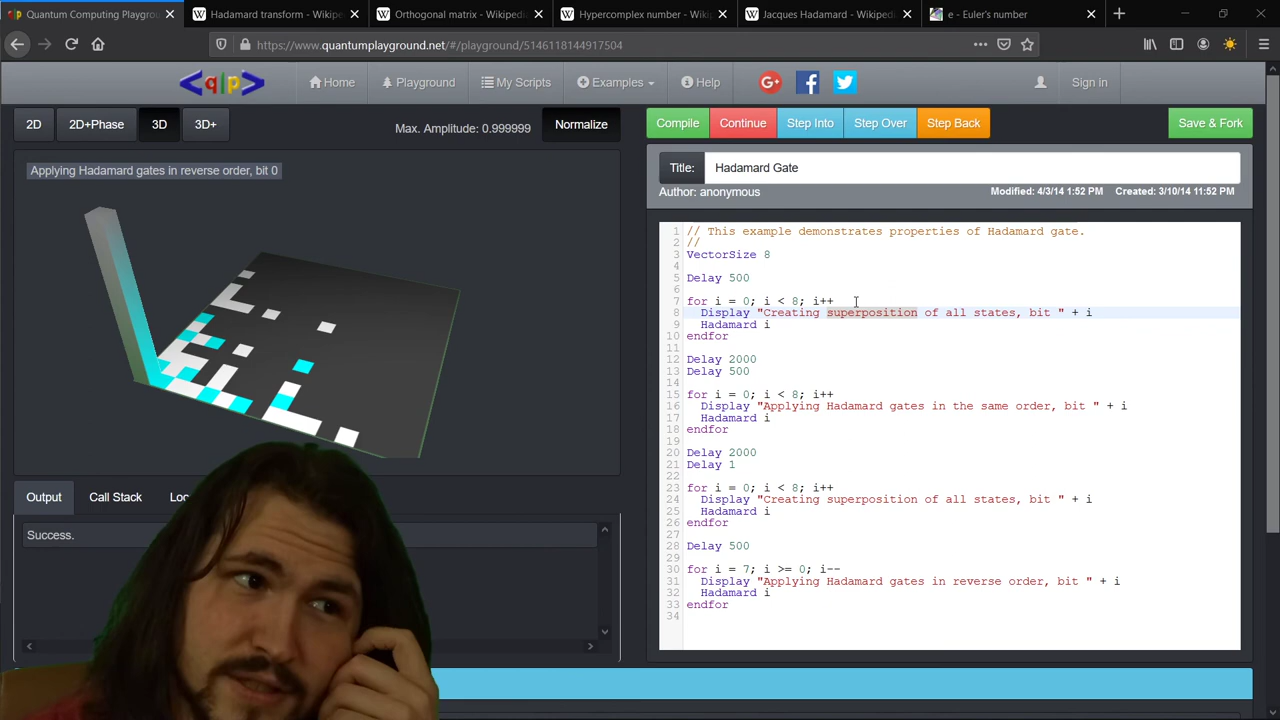 Quantum Computing Playgrou
Hadamard transform - Wikipe
Orthogonal matrix - Wikipedi
Hypercomplex number - Wikip
Jacques Hadamard - Wikipedi
e - Euler's number
https://www.quantumplayground.net/#/playground/5146118144917504
<q|p>
Home
Playground
My Scripts
Examples
Help
G+
Sign in
2D
2D+Phase
3D
3D+
Max. Amplitude: 0.999999
Normalize
Compile
Continue
Step Into
Step Over
Step Back
Save & Fork
Applying Hadamard gates in reverse order, bit 0
Title:
Hadamard Gate
Author: anonymous
Modified: 4/3/14 1:52 PM
Created: 3/10/14 11:52 PM
1 // This example demonstrates properties of Hadamard gate.
2 //
3 VectorSize 8
4
5 Delay 500
6
7 for i = 0; i < 8; i++
8 Display "Creating superposition of all states, bit " + i
9 Hadamard i
10 endfor
11
12 Delay 2000
13 Delay 500
14
15 for i = 0; i < 8; i++
16 Display "Applying Hadamard gates in the same order, bit " + i
17 Hadamard i
18 endfor
19
20 Delay 2000
21 Delay 1
22
23 for i = 0; i < 8; i++
24 Display "Creating superposition of all states, bit " + i
25 Hadamard i
26 endfor
27
28 Delay 500
29
30 for i = 7; i >= 0; i--
31 Display "Applying Hadamard gates in reverse order, bit " + i
32 Hadamard i
33 endfor
34
Output
Call Stack
Success.